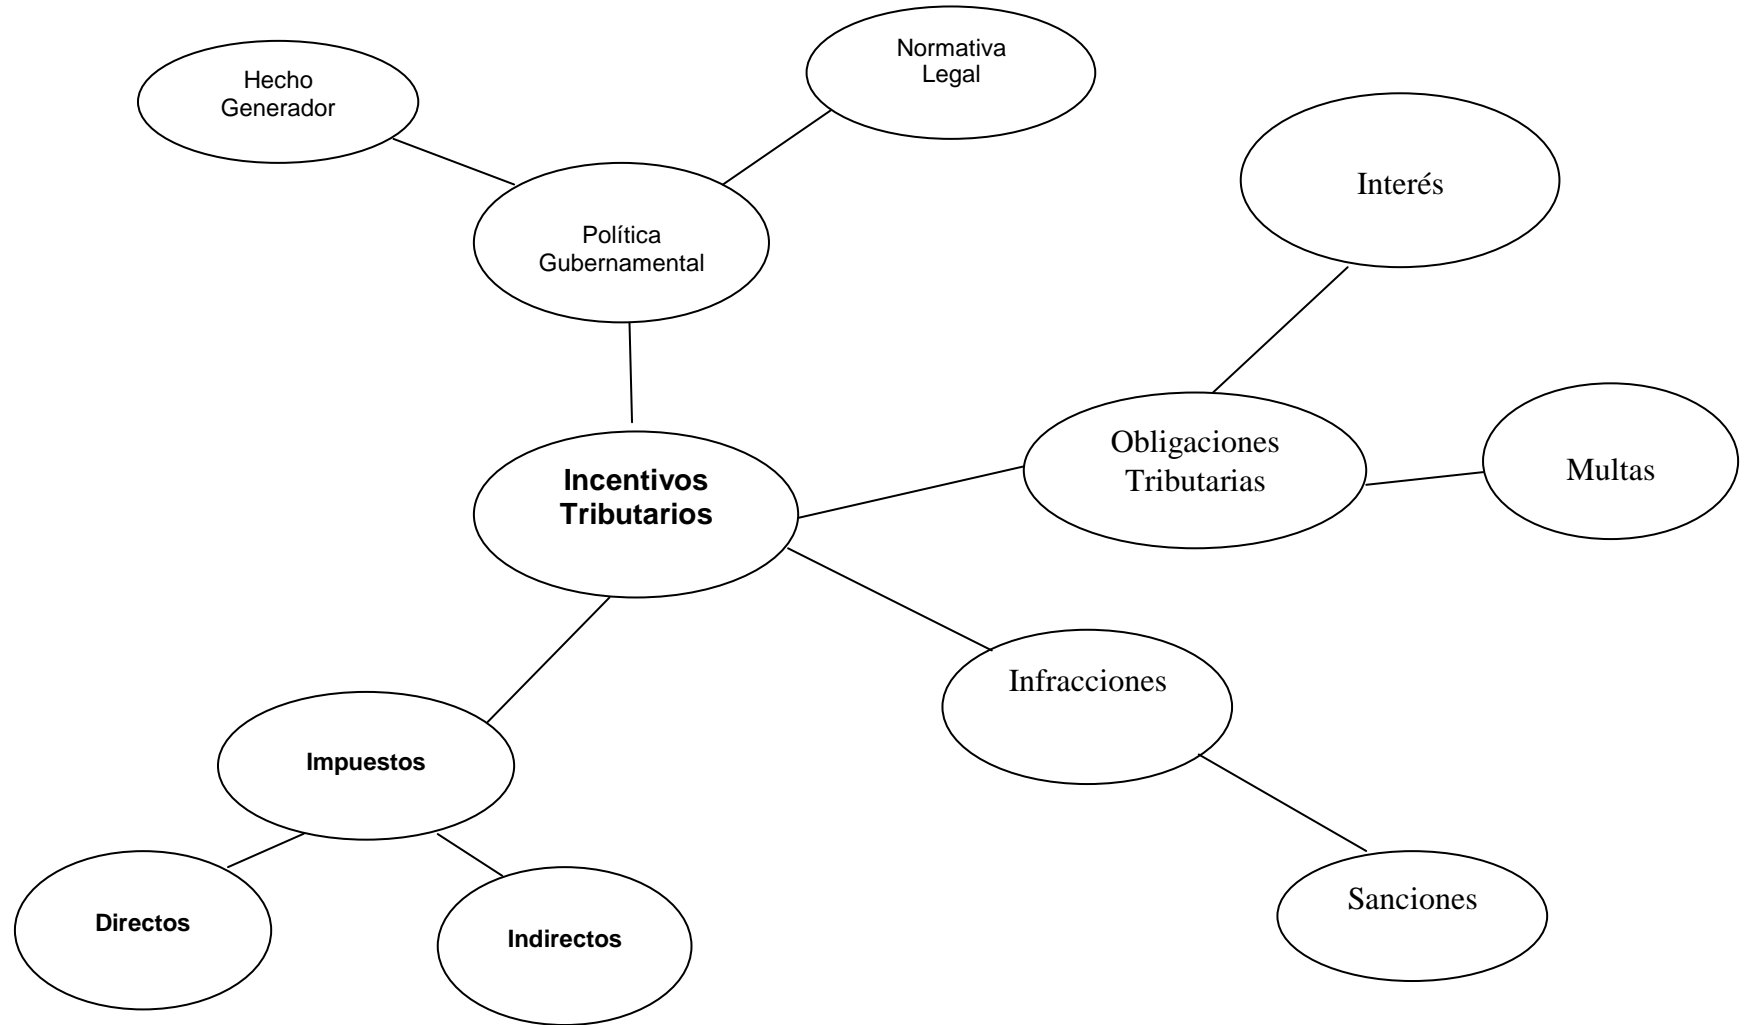 Normativa
Legal
Hecho
Generador
Política
Gubernamental
Interés
Obligaciones
Tributarias
Multas
Incentivos
Tributarios
Infracciones
Impuestos
Sanciones
Directos
Indirectos